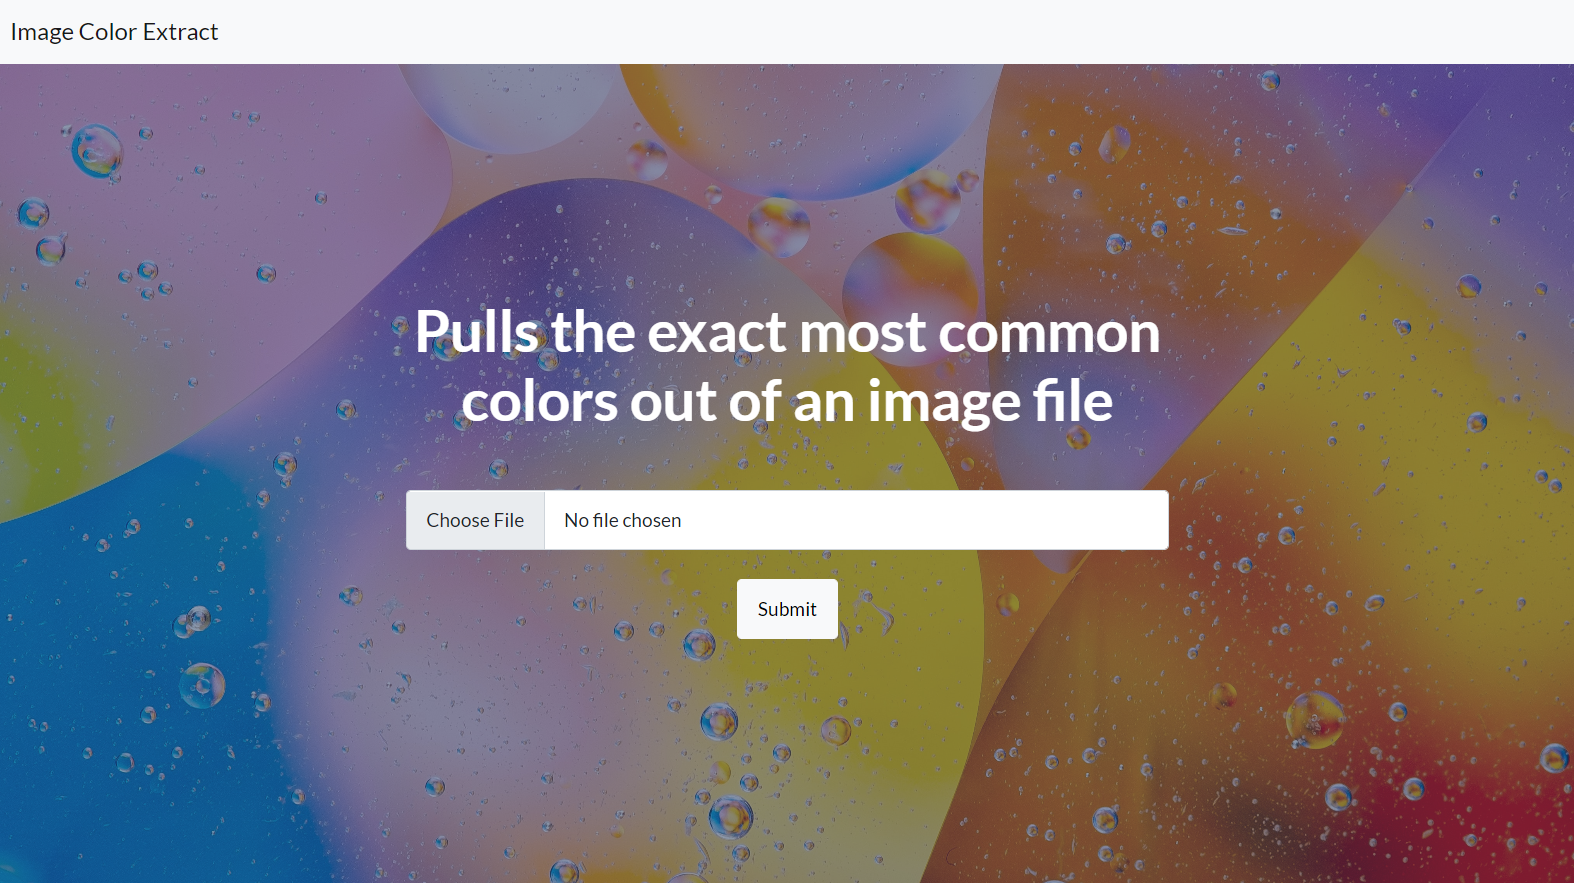 Image Color Extract
Pulls the exact most common
colors out of an image file
Choose File No file chosen
Submit